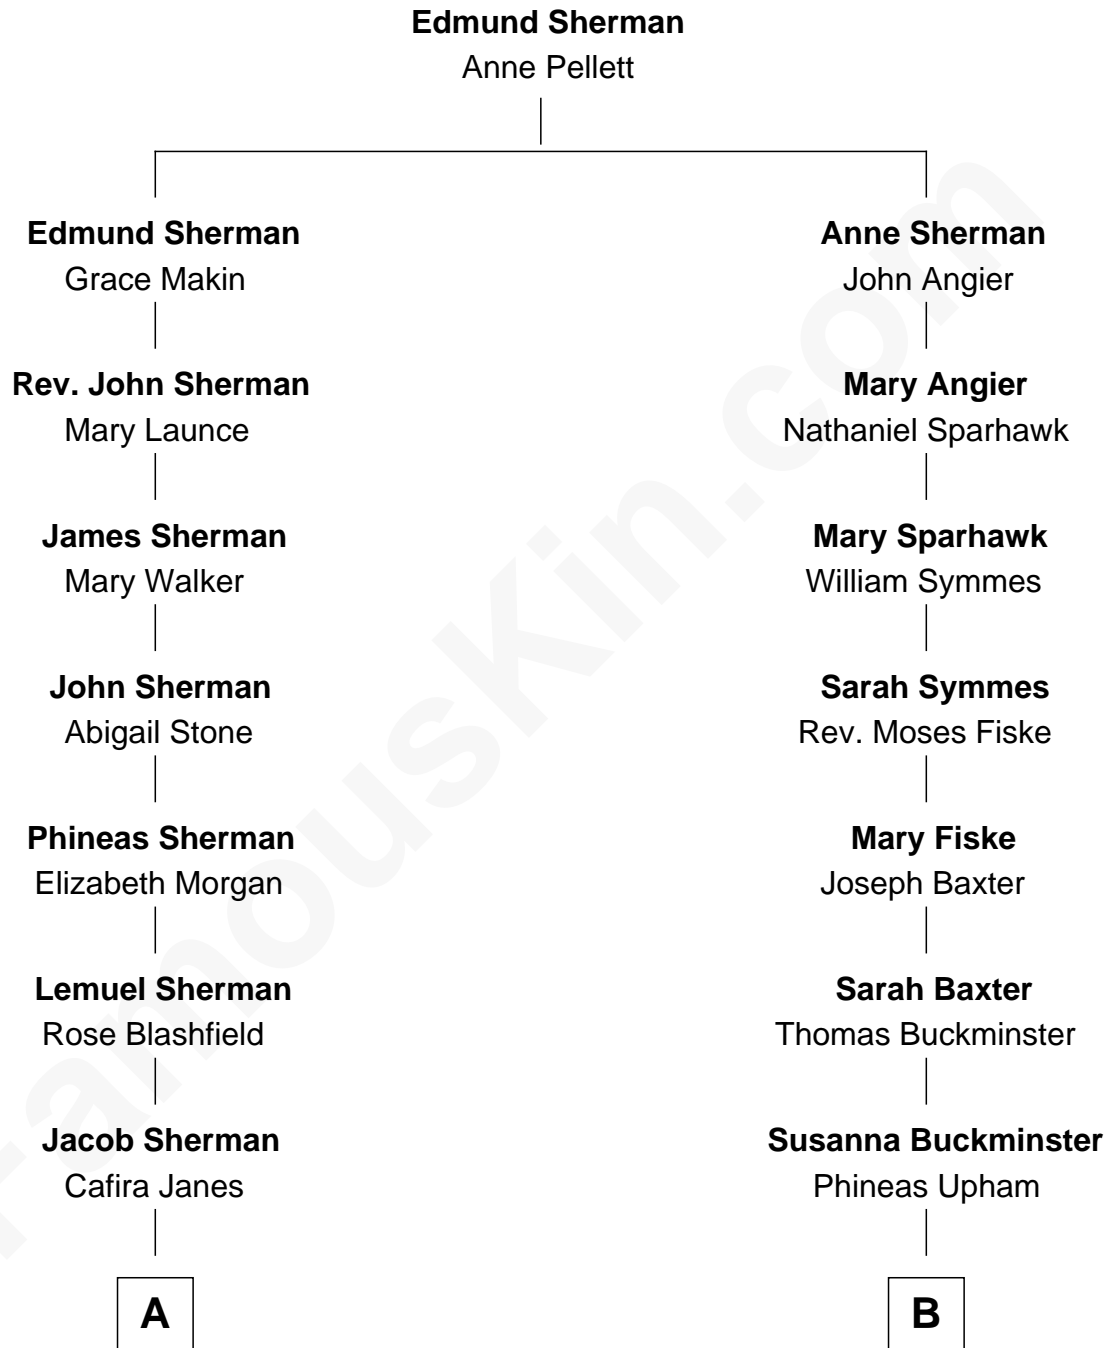 Edmund Sherman
Anne Pellett
Edmund Sherman
Grace Makin
Anne Sherman
John Angier
Rev. John Sherman
Mary Launce
Mary Angier
Nathaniel Sparhawk
James Sherman
Mary Walker
Mary Sparhawk
William Symmes
John Sherman
Abigail Stone
Sarah Symmes
Rev. Moses Fiske
Phineas Sherman
Elizabeth Morgan
Mary Fiske
Joseph Baxter
Lemuel Sherman
Rose Blashfield
Sarah Baxter
Thomas Buckminster
Jacob Sherman
Cafira Janes
Susanna Buckminster
Phineas Upham
A
B
FamousKin.com